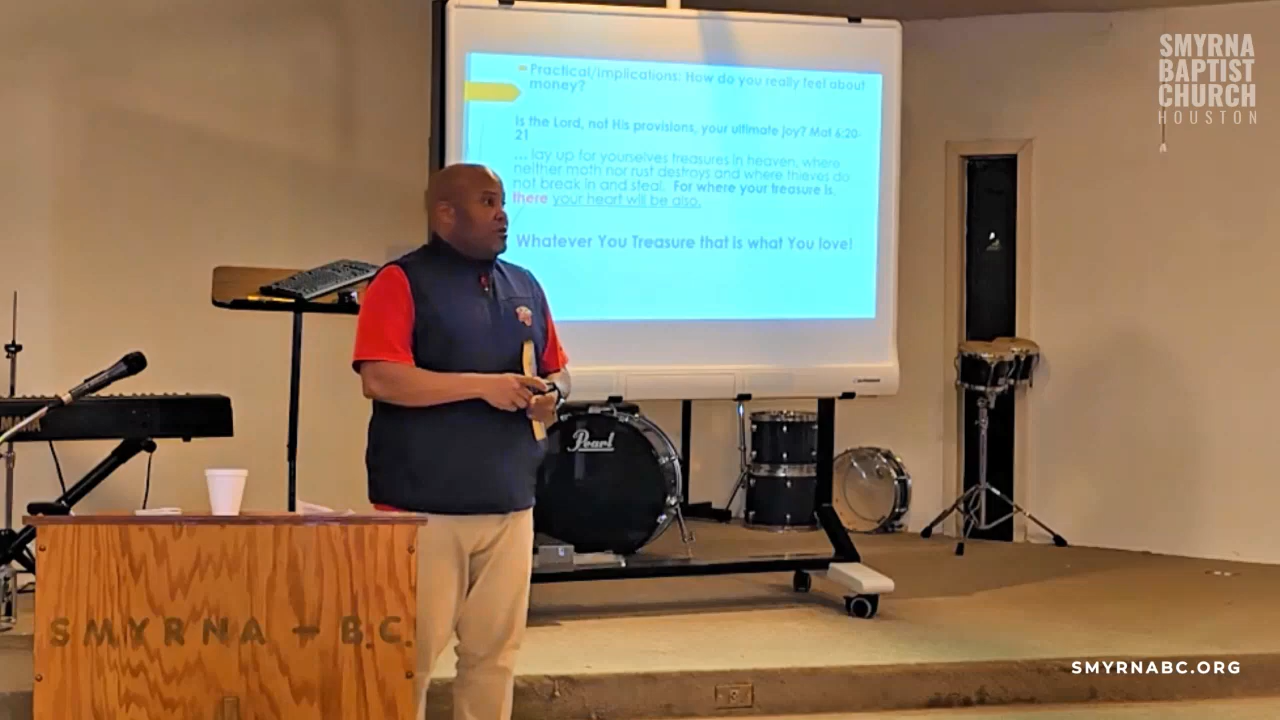 SMYRNA
BAPTIST
CHURCH
HOUSTON
Practical/Implications: How do you really feel about
money?
Is the Lord, not His provisions, your ultimate joy? Mat 6:20-
21
... lay up for yourselves treasures in heaven, where
neither moth nor rust destroys and where thieves do
not break in and steal. For where your treasure is,
there your heart will be also.
Whatever You Treasure that is what You love!
YAMAHA
Pearl
SMYRNA – B.C.
SMYRNABC.ORG